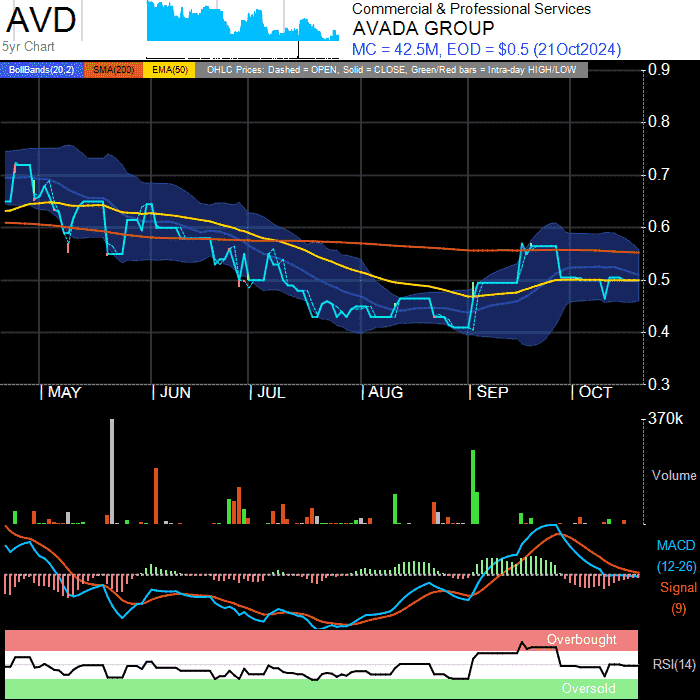 AVD
5yr Chart
Commercial & Professional Services
AVADA GROUP
MC = 42.5M, EOD = $0.5 (21Oct2024)
BollBands(20,2) SMA(200) EMA(50) OHLC Prices: Dashed = OPEN, Solid = CLOSE, Green/Red bars = Intra-day HIGH/LOW
0.9
0.8
0.7
0.6
0.5
0.4
0.3
MAY JUN JUL AUG SEP OCT
370k
Volume
MACD
(12-26)
Signal
(9)
Overbought
RSI(14)
Oversold